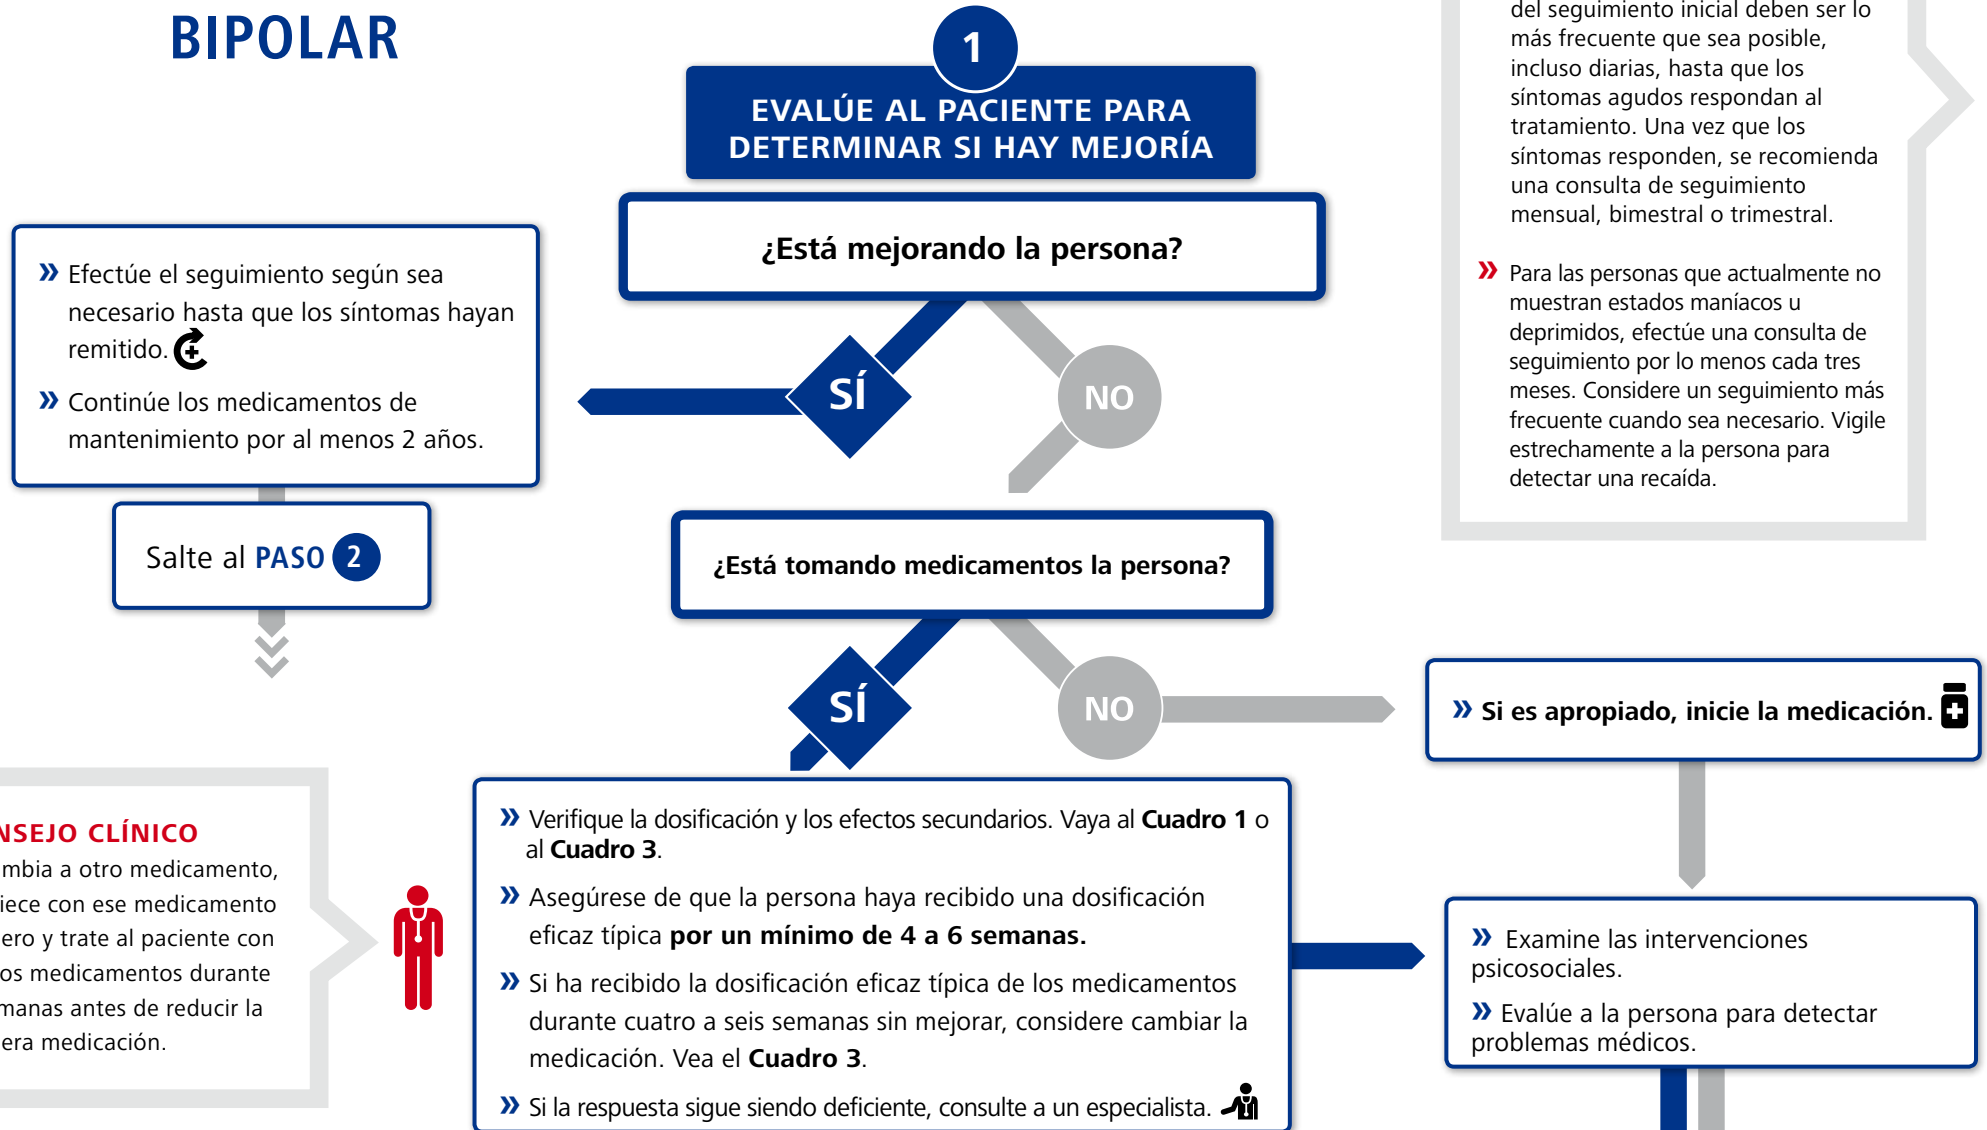 BIPOLAR
1
EVALÚE AL PACIENTE PARA
DETERMINAR SI HAY MEJORÍA
¿Está mejorando la persona?
SÍ
NO
» Efectúe el seguimiento según sea
necesario hasta que los síntomas hayan
remitido.
» Continúe los medicamentos de
mantenimiento por al menos 2 años.
Salte al PASO 2
del seguimiento inicial deben ser lo
más frecuente que sea posible,
incluso diarias, hasta que los
síntomas agudos respondan al
tratamiento. Una vez que los
síntomas responden, se recomienda
una consulta de seguimiento
mensual, bimestral o trimestral.
» Para las personas que actualmente no
muestran estados maníacos u
deprimidos, efectúe una consulta de
seguimiento por lo menos cada tres
meses. Considere un seguimiento más
frecuente cuando sea necesario. Vigile
estrechamente a la persona para
detectar una recaída.
¿Está tomando medicamentos la persona?
SÍ
NO
» Si es apropiado, inicie la medicación.
NSEJO CLÍNICO
mbia a otro medicamento,
iece con ese medicamento
ero y trate al paciente con
os medicamentos durante
manas antes de reducir la
era medicación.
» Verifique la dosificación y los efectos secundarios. Vaya al Cuadro 1 o
al Cuadro 3.
» Asegúrese de que la persona haya recibido una dosificación
eficaz típica por un mínimo de 4 a 6 semanas.
» Si ha recibido la dosificación eficaz típica de los medicamentos
durante cuatro a seis semanas sin mejorar, considere cambiar la
medicación. Vea el Cuadro 3.
» Si la respuesta sigue siendo deficiente, consulte a un especialista.
» Examine las intervenciones
psicosociales.
» Evalúe a la persona para detectar
problemas médicos.